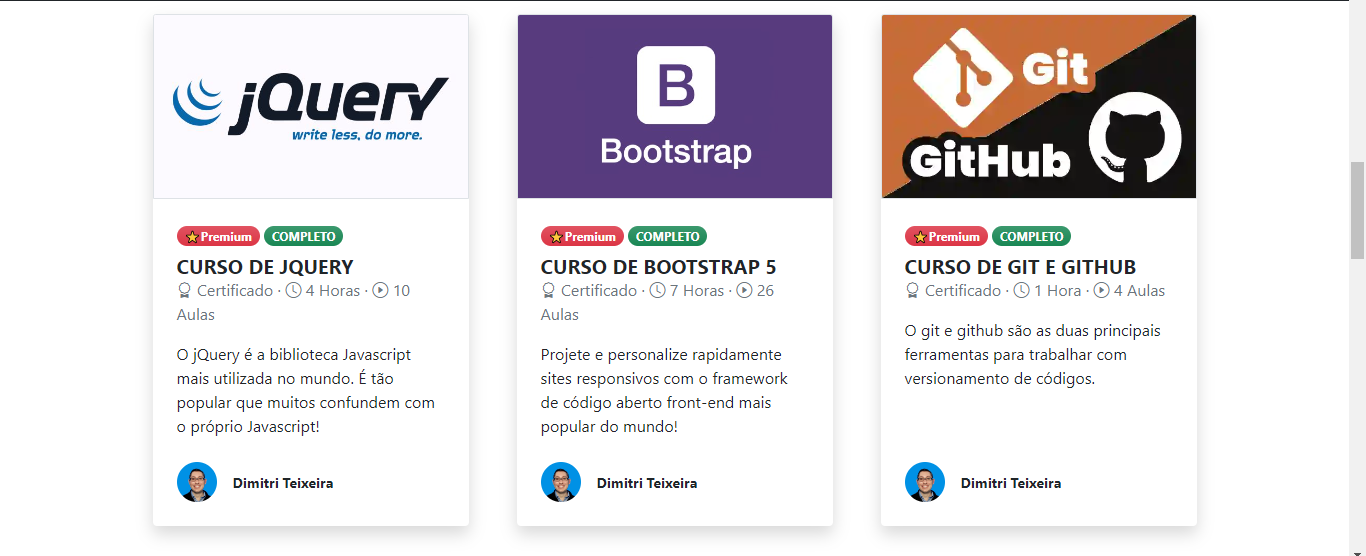 jQuery
write less, do more.
Premium COMPLETO
CURSO DE JQUERY
Certificado · 4 Horas · 10
Aulas
O jQuery é a biblioteca Javascript
mais utilizada no mundo. É tão
popular que muitos confundem com
o próprio Javascript!
Dimitri Teixeira
B
Bootstrap
Premium COMPLETO
CURSO DE BOOTSTRAP 5
Certificado · 7 Horas · 26
Aulas
Projete e personalize rapidamente
sites responsivos com o framework
de código aberto front-end mais
popular do mundo!
Dimitri Teixeira
Git
GitHub
Premium COMPLETO
CURSO DE GIT E GITHUB
Certificado · 1 Hora · 4 Aulas
O git e github são as duas principais
ferramentas para trabalhar com
versionamento de códigos.
Dimitri Teixeira